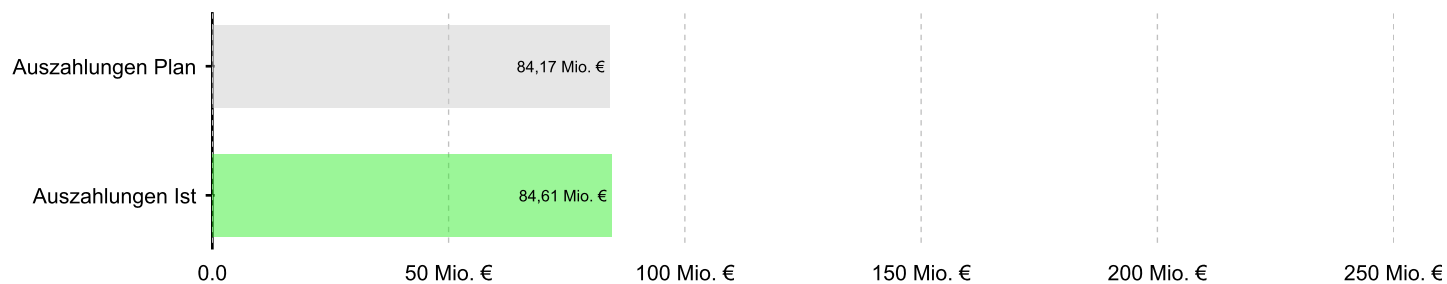 Auszahlungen Plan
84,17 Mio. €
Auszahlungen Ist
84,61 Mio. €
0.0 50 Mio. € 100 Mio. € 150 Mio. € 200 Mio. € 250 Mio. €